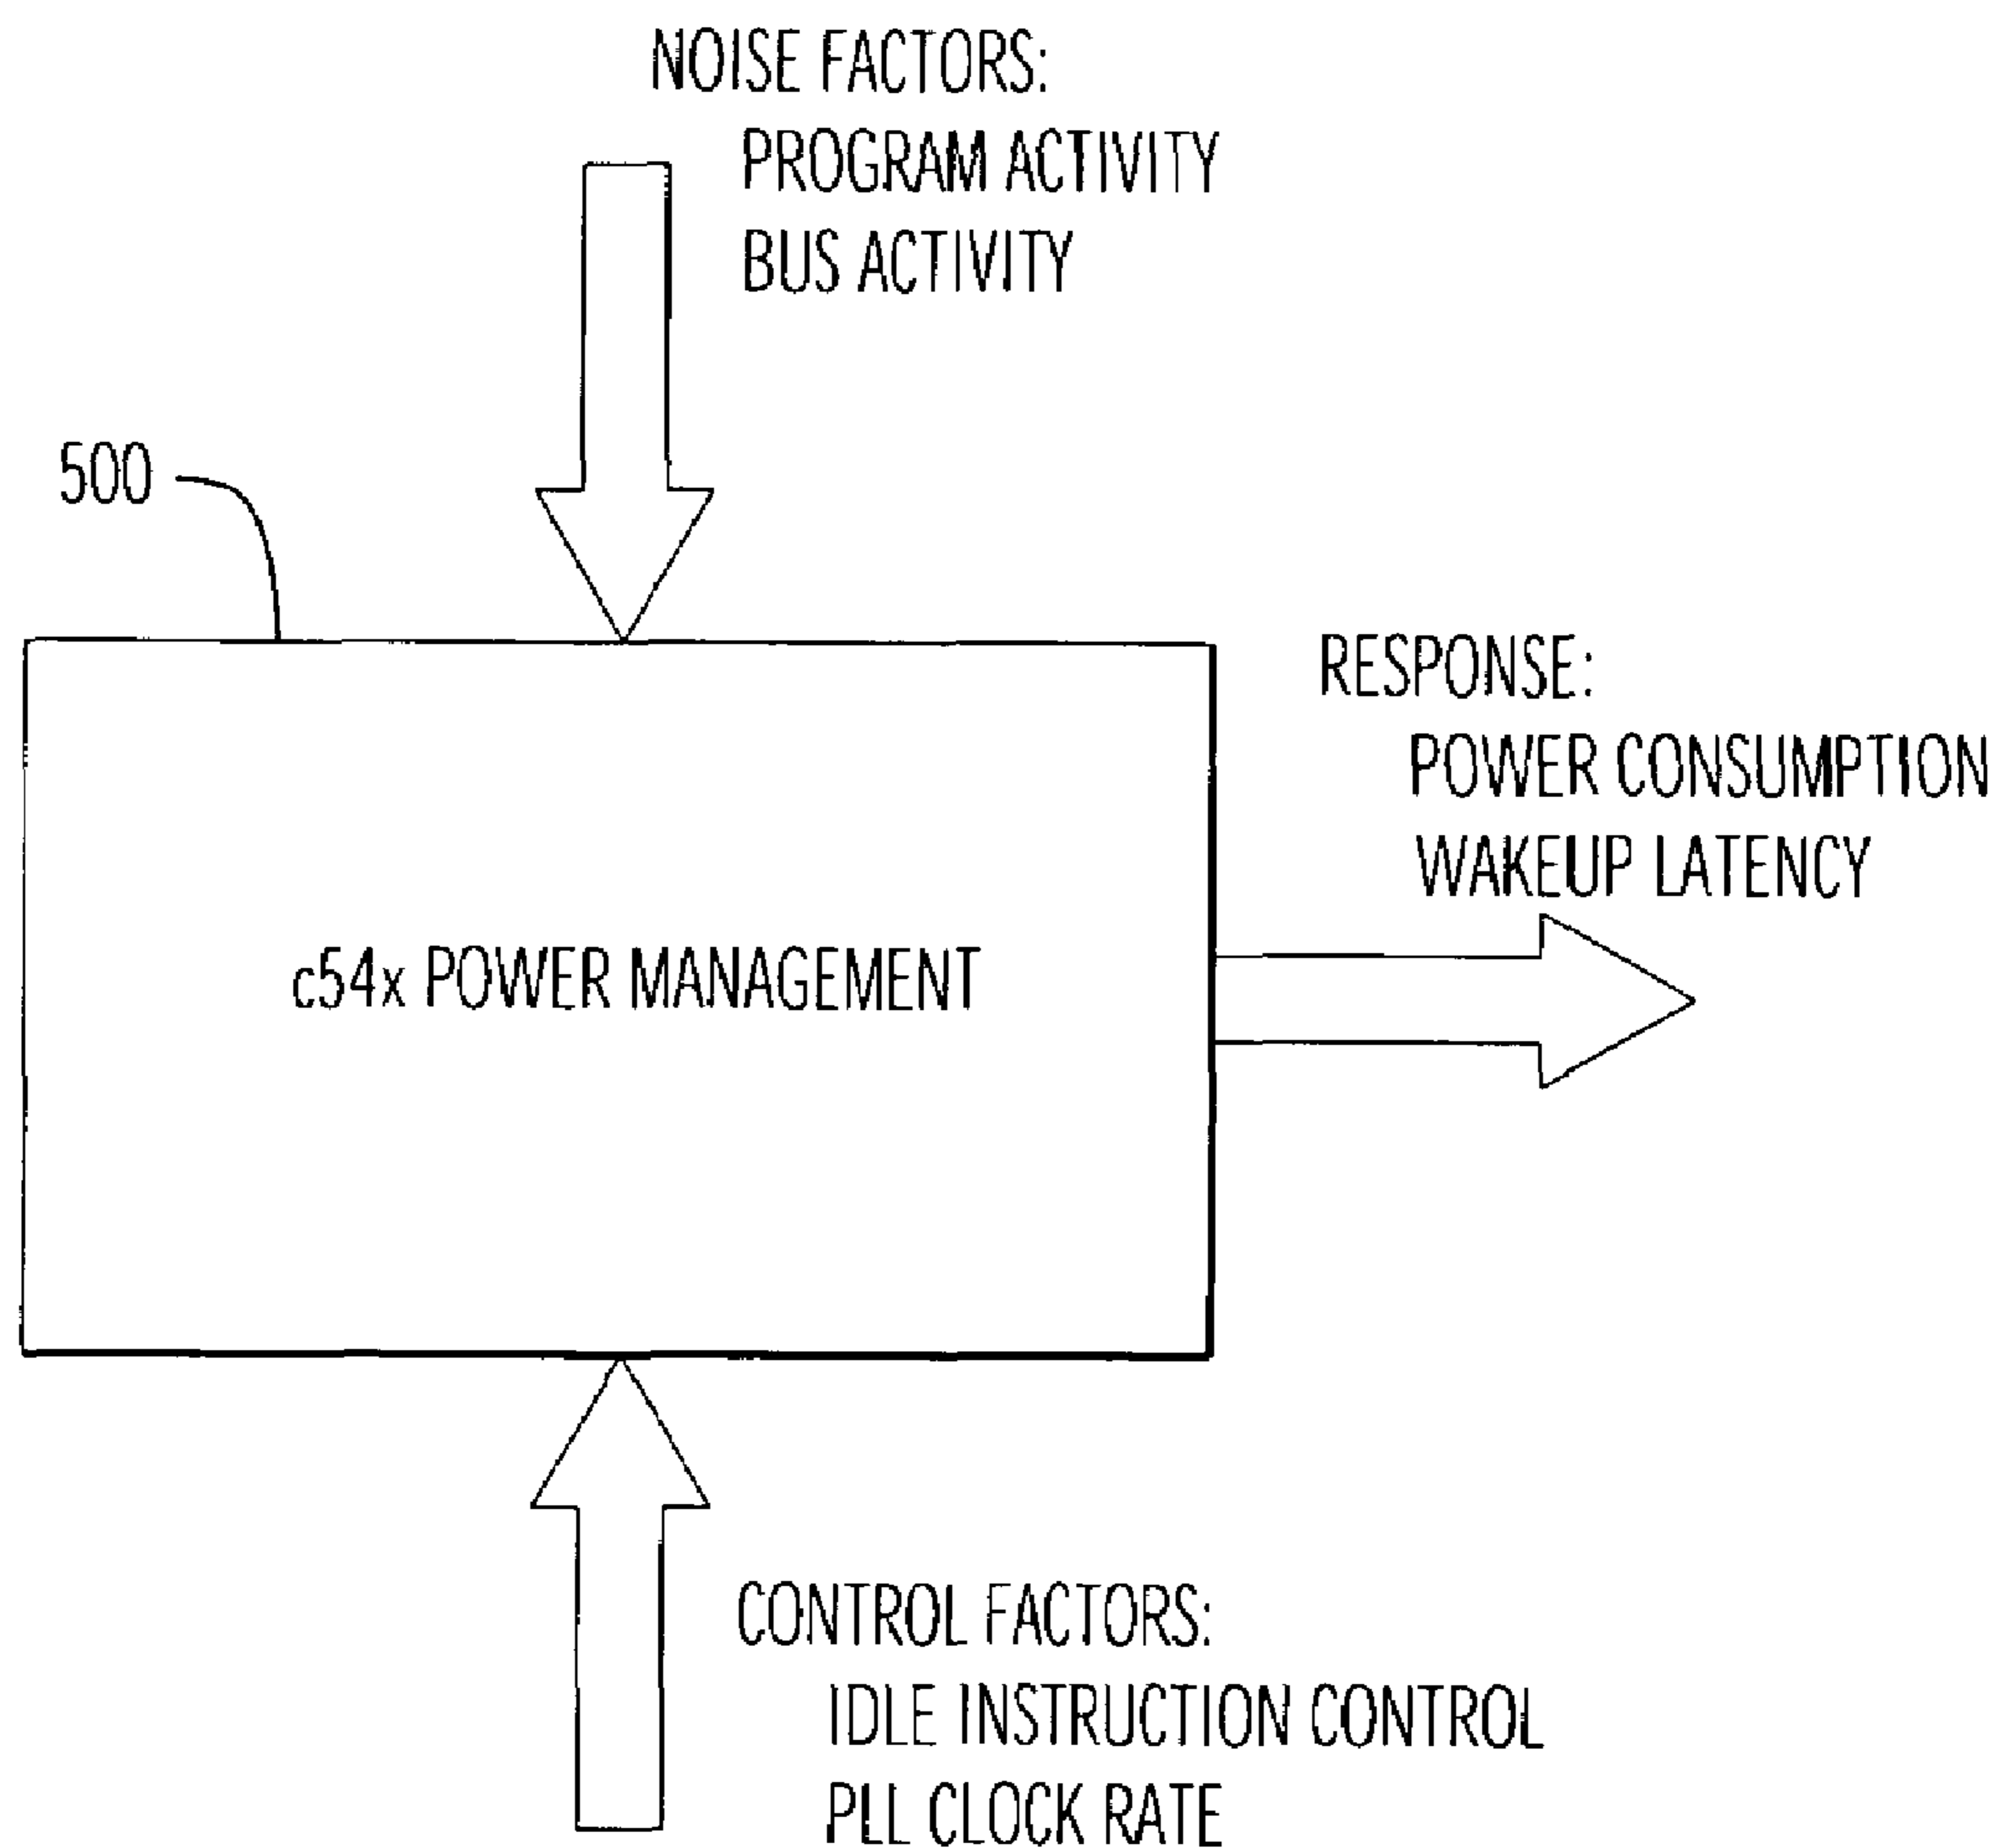 NOISE FACTORS:
PROGRAM ACTIVITY
BUS ACTIVITY
500
RESPONSE:
POWER CONSUMPTION
WAKEUP LATENCY
c54x POWER MANAGEMENT
CONTROL FACTORS:
IDLE INSTRUCTION CONTROL
PLL CLOCK RATE